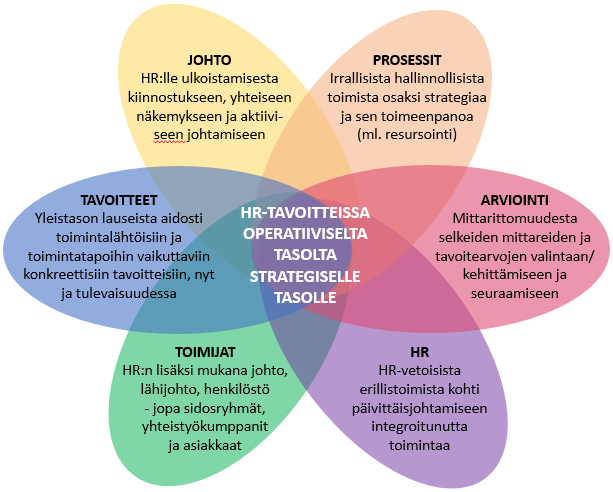 JOHTO
HR:lle ulkoistamisesta
kiinnostukseen, yhteiseen
näkemykseen ja aktiivi-
seen johtamiseen
PROSESSIT
Irrallisista hallinnollisista
toimista osaksi strategiaa
ja sen toimeenpanoa
(ml. resursointi)
TAVOITTEET
Yleistason lauseista aidosti
toimintalähtöisiin ja
toimintatapoihin vaikuttaviin
konkreettisiin tavoitteisiin, nyt
ja tulevaisuudessa
HR-TAVOITTEISSA
OPERATIIVISELTA
TASOLTA
STRATEGISELLE
TASOLLE
ARVIOINTI
Mittarittomuudesta
selkeiden mittareiden ja
tavoitearvojen valintaan/
kehittämiseen ja
seuraamiseen
TOIMIJAT
HR:n lisäksi mukana johto,
lähijohto, henkilöstö
- jopa sidosryhmät,
yhteistyökumppanit
ja asiakkaat
HR
HR-vetoisista
erillistoimista kohti
päivittäisjohtamiseen
integroitunutta
toimintaa